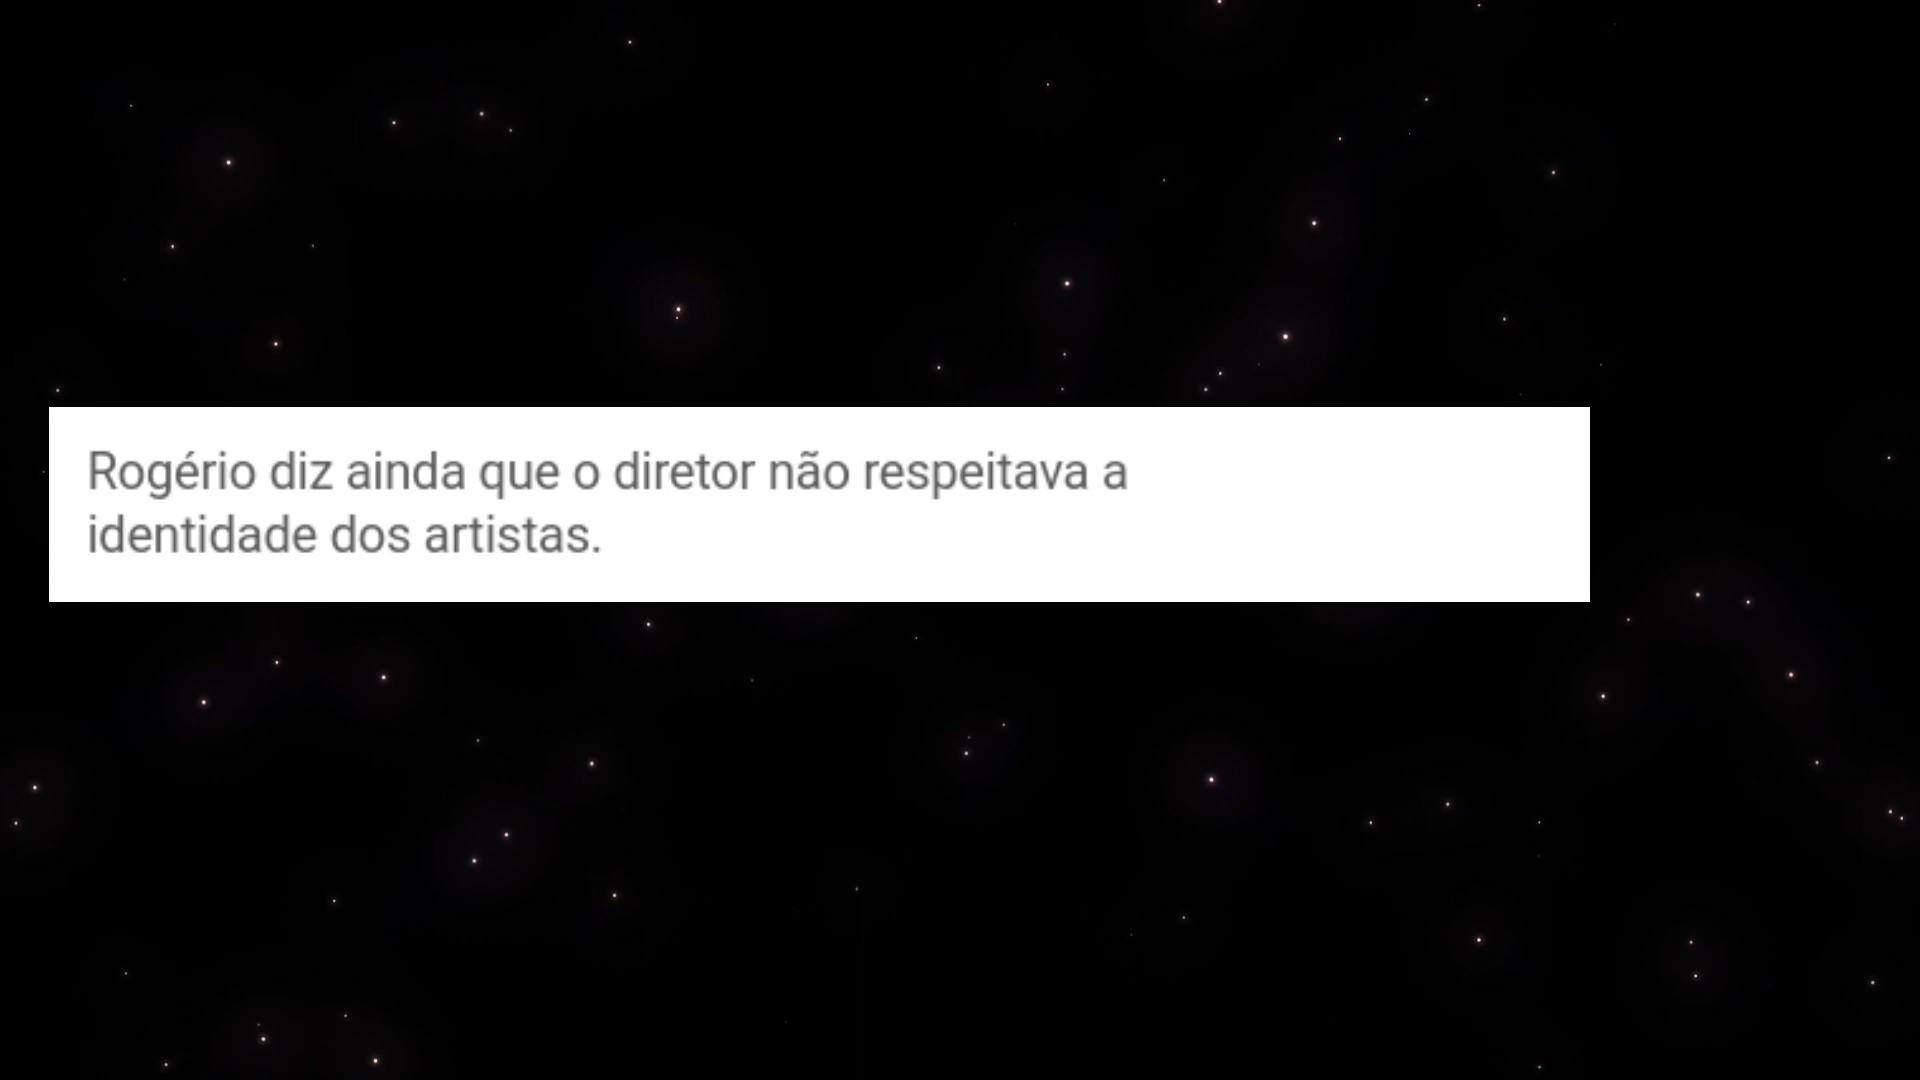 Rogério diz ainda que o diretor não respeitava a
identidade dos artistas.